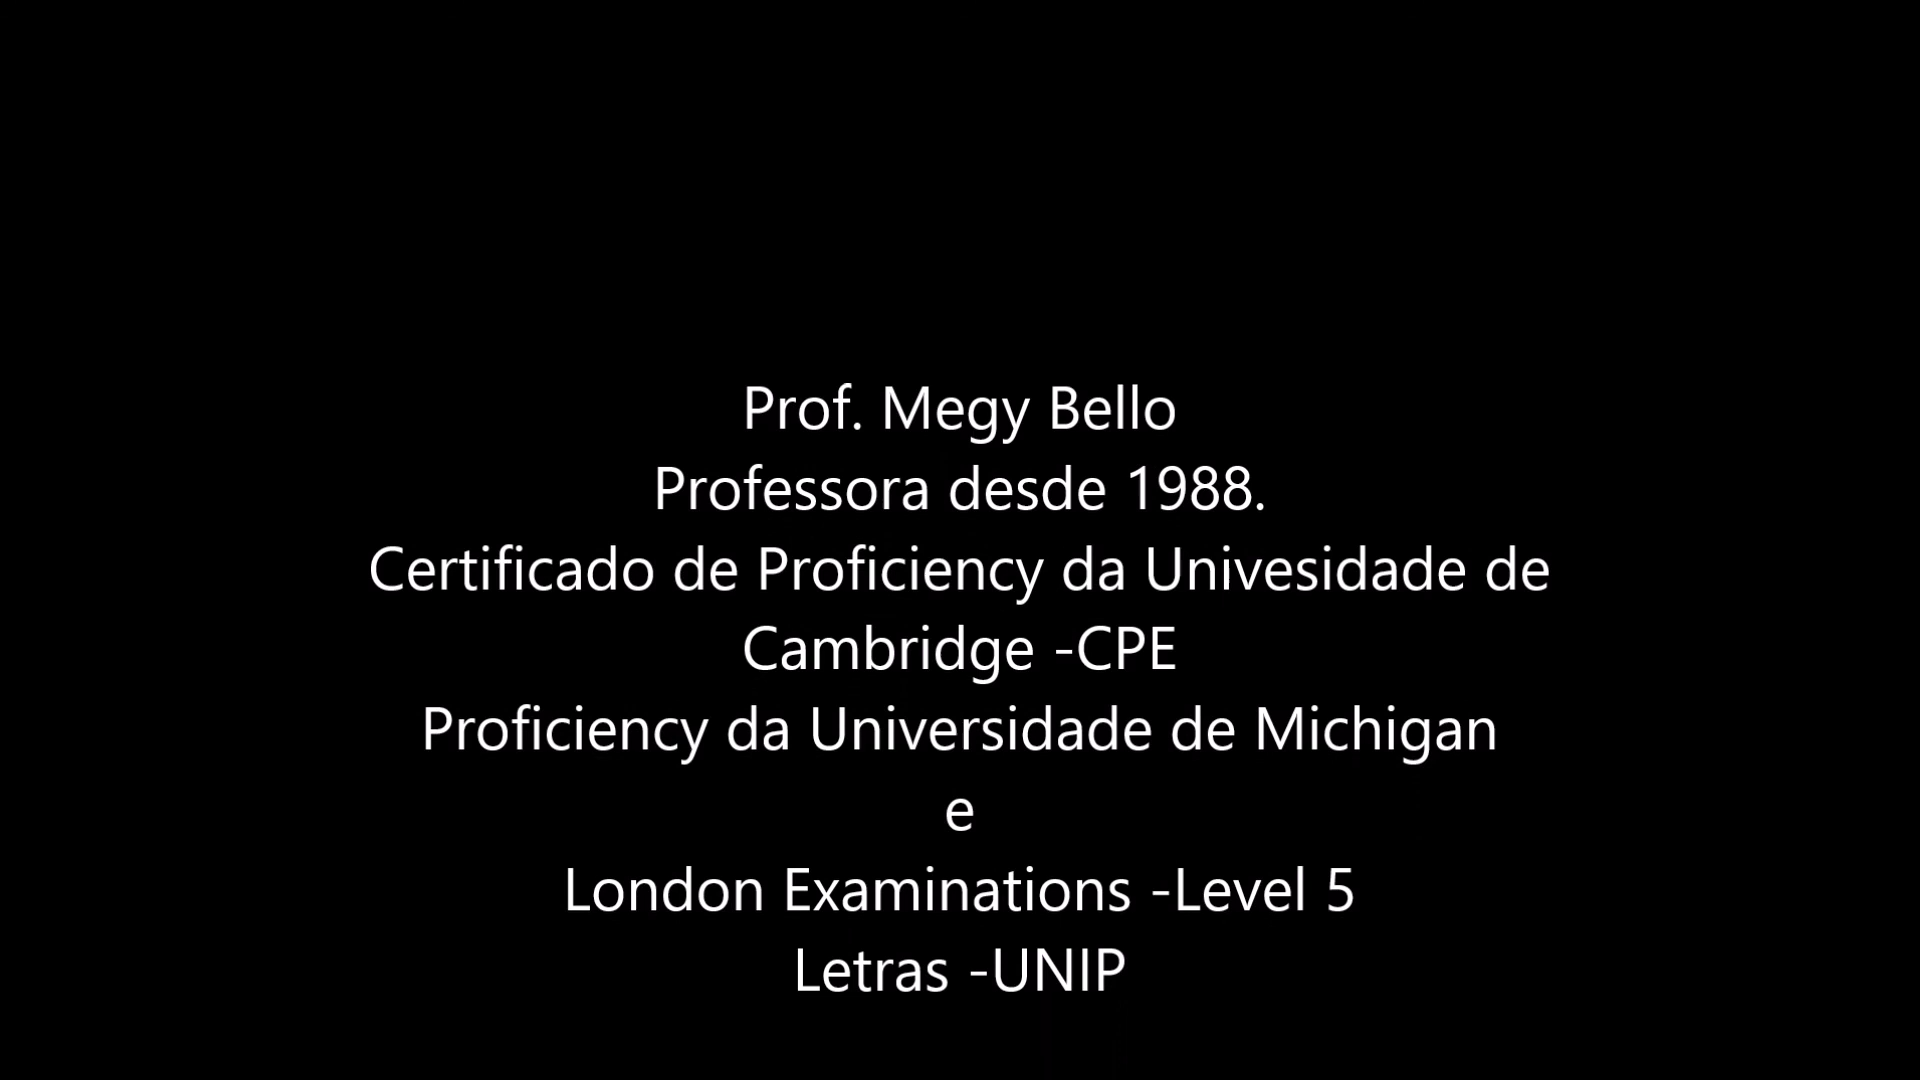 Prof. Megy Bello
Professora desde 1988.
Certificado de Proficiency da Univesidade de
Cambridge -CPE
Proficiency da Universidade de Michigan
e
London Examinations -Level 5
Letras -UNIP